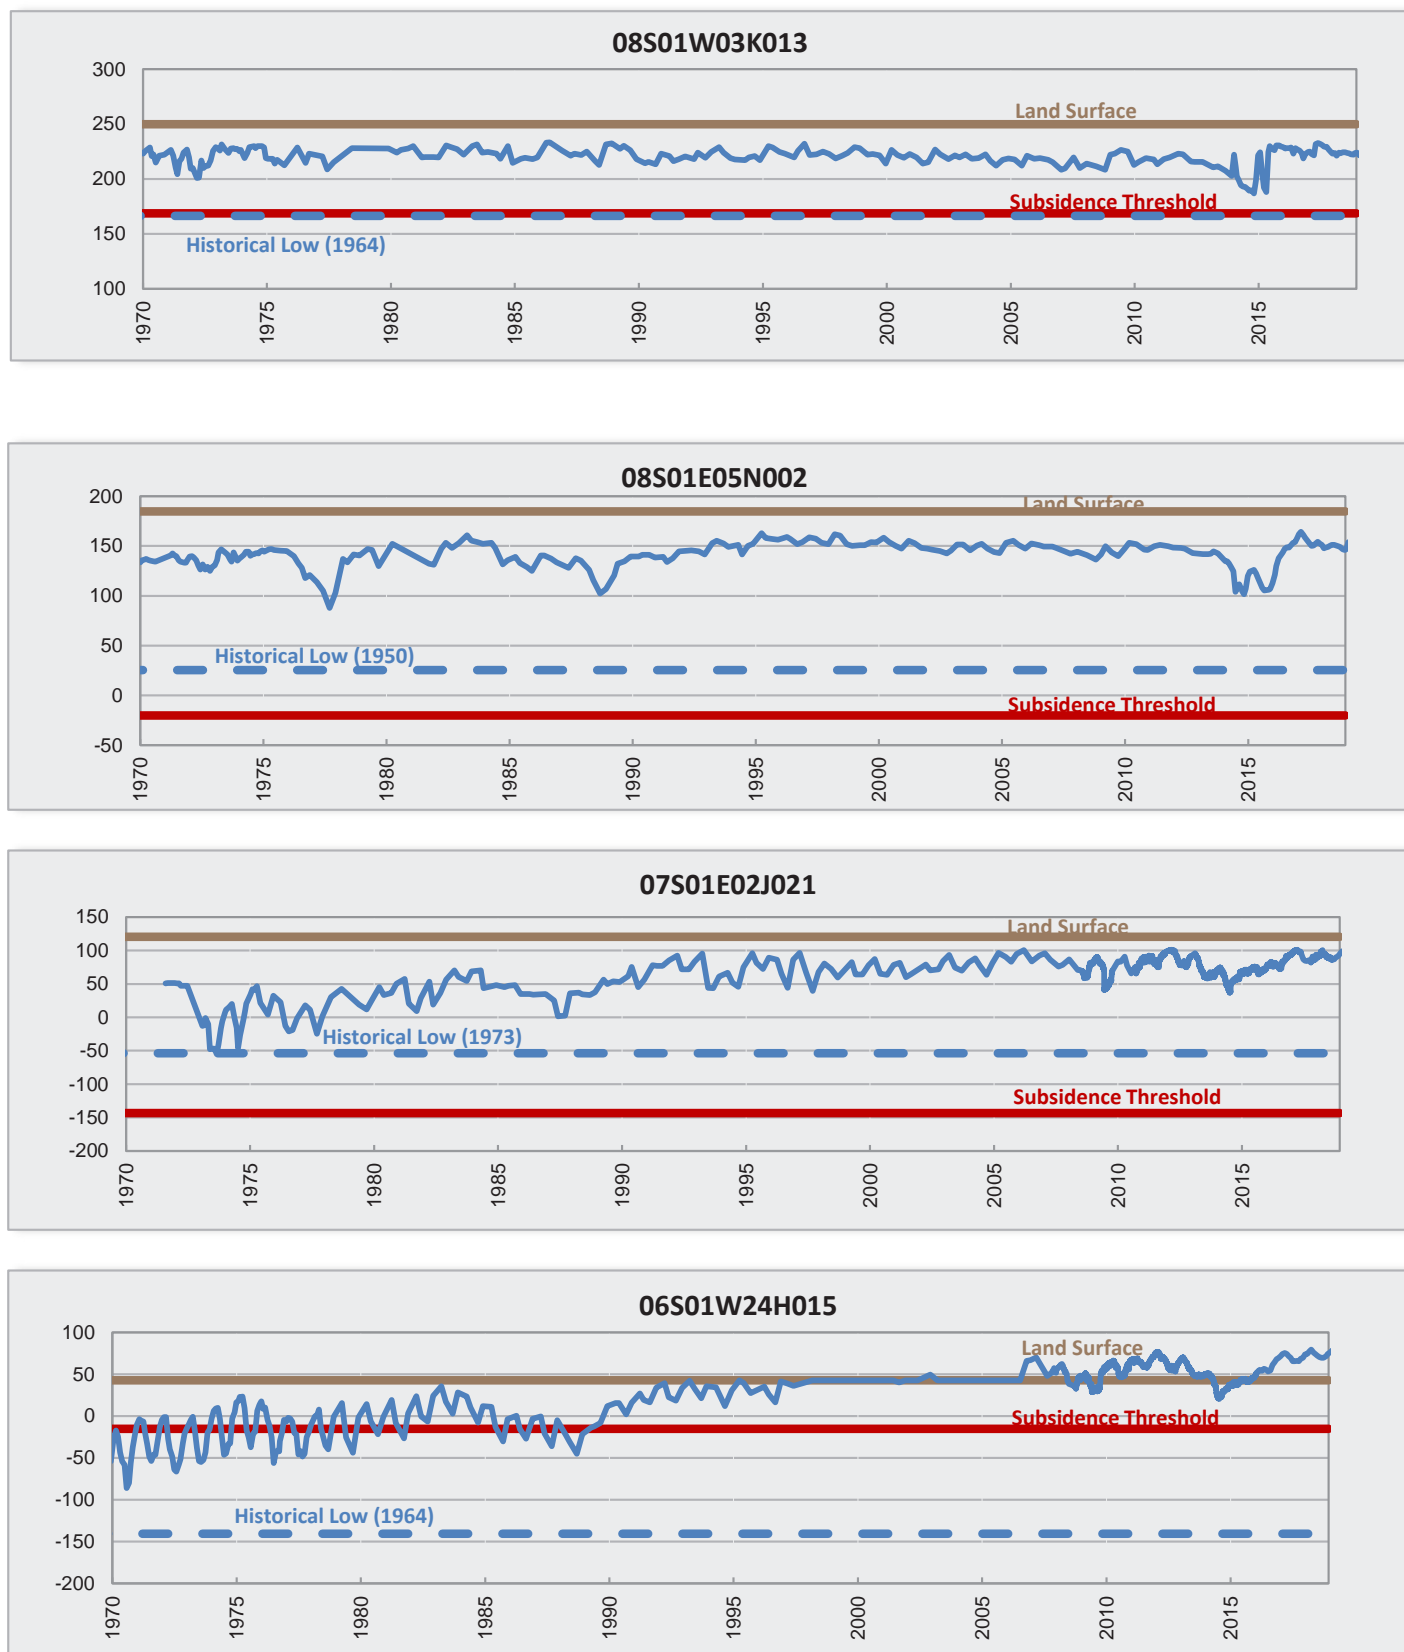 08S01W03K013
300
Land Surface
250
200
Subsidence Threshold
150
Historical Low (1964)
100
1970 1975 1980 1985 1990 1995 2000 2005 2010 2015
08S01E05N002
200
Land Surface
150
100
50
Historical Low (1950)
0
Subsidence Threshold
-50
1970 1975 1980 1985 1990 1995 2000 2005 2010 2015
07S01E02J021
150
Land Surface
100
50
0
Historical Low (1973)
-50
-100
Subsidence Threshold
-150
-200
1970 1975 1980 1985 1990 1995 2000 2005 2010 2015
06S01W24H015
100
Land Surface
50
0
Subsidence Threshold
-50
-100
Historical Low (1964)
-150
-200
1970 1975 1980 1985 1990 1995 2000 2005 2010 2015